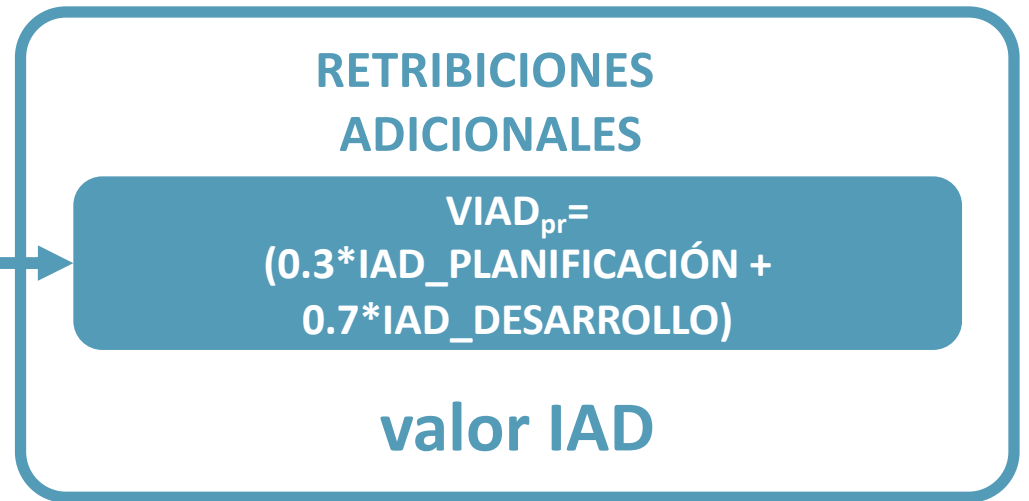 RETRIBICIONES
ADICIONALES
VIADpr=
(0.3*IAD_PLANIFICACIÓN +
0.7*IAD_DESARROLLO)
valor IAD